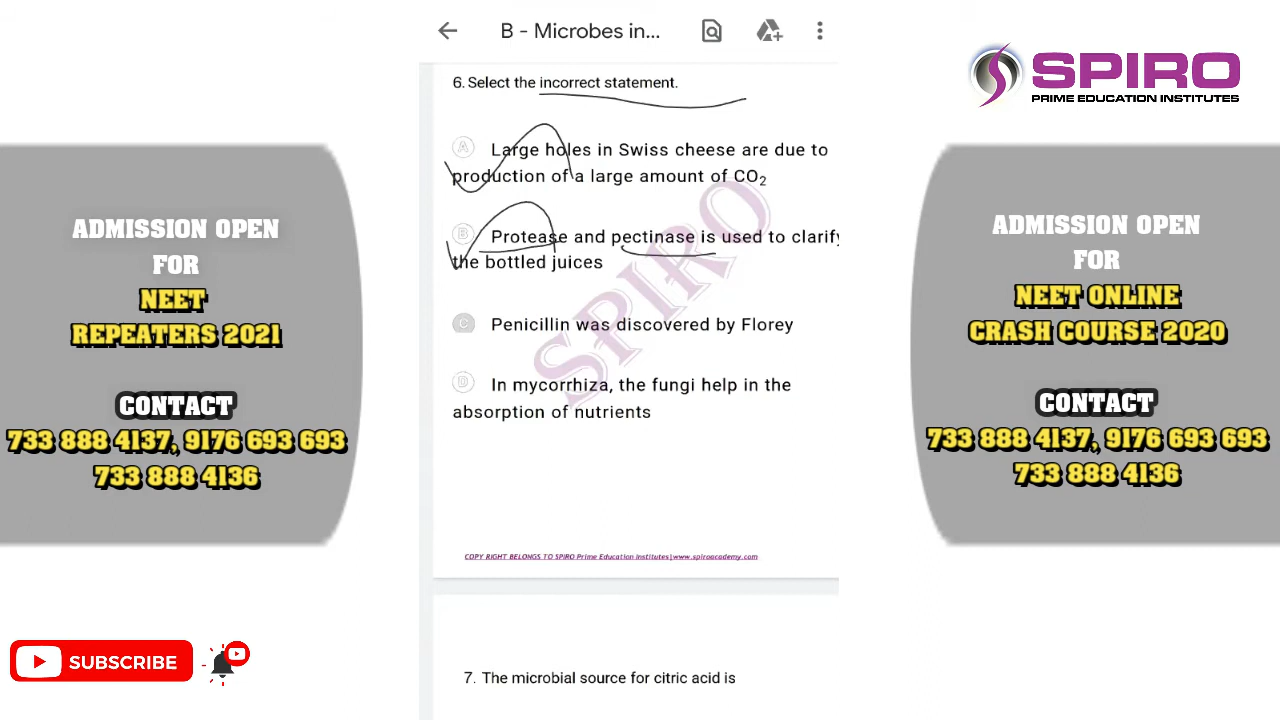 B - Microbes in...
SPIRO
PRIME EDUCATION INSTITUTES
6. Select the incorrect statement.
A Large holes in Swiss cheese are due to
production of a large amount of CO₂
B Protease and pectinase is used to clarify
the bottled juices
C Penicillin was discovered by Florey
D In mycorrhiza, the fungi help in the
absorption of nutrients
SPIRO
COPY RIGHT BELONGS TO SPIRO Prime Education Institutes|www.spiroacademy.com
7. The microbial source for citric acid is
ADMISSION OPEN
FOR
NEET
REPEATERS 2021
CONTACT
733 888 4137, 9176 693 693
733 888 4136
ADMISSION OPEN
FOR
NEET ONLINE
CRASH COURSE 2020
CONTACT
733 888 4137, 9176 693 693
733 888 4136
SUBSCRIBE